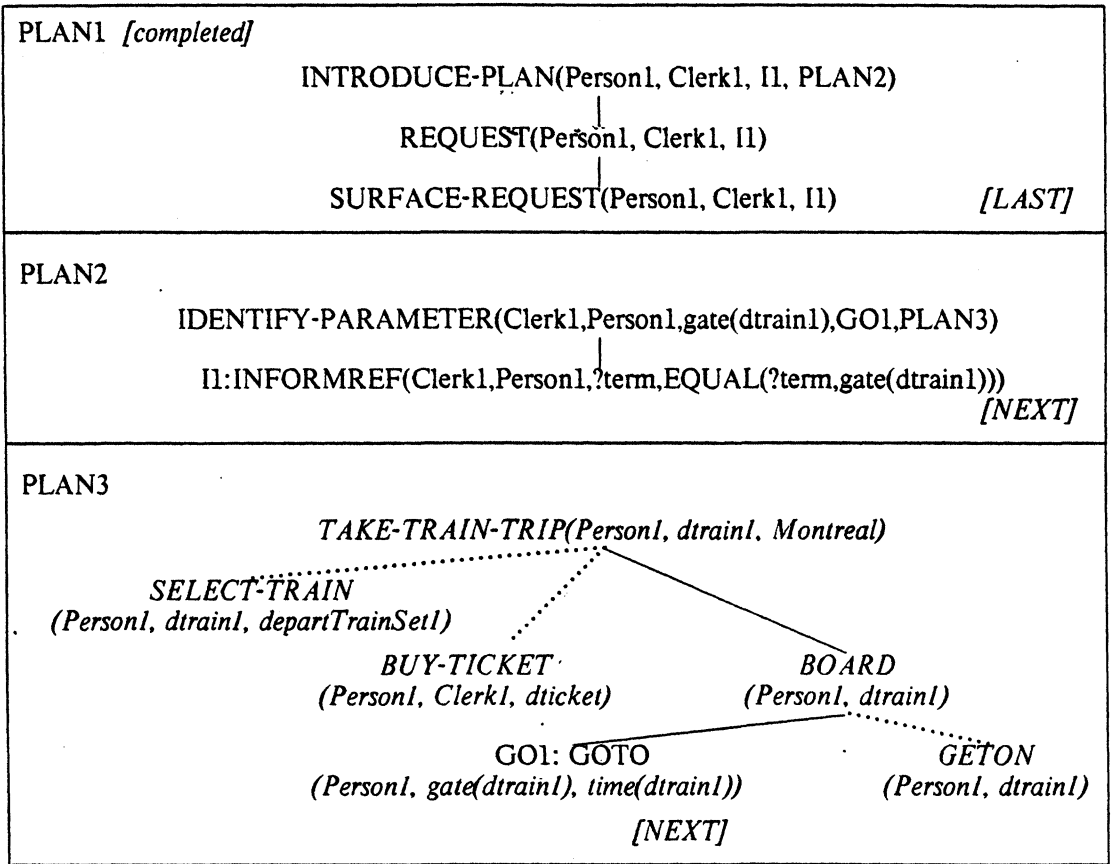 PLAN1 [completed]
INTRODUCE-PLAN(Person1, Clerk1, I1, PLAN2)
REQUEST(Person1, Clerk1, I1)
SURFACE-REQUEST(Person1, Clerk1, I1) [LAST]
PLAN2
IDENTIFY-PARAMETER(Clerk1,Person1,gate(dtrain1),GO1,PLAN3)
I1:INFORMREF(Clerk1,Person1,?term,EQUAL(?term,gate(dtrain1)))
[NEXT]
PLAN3
TAKE-TRAIN-TRIP(Person1, dtrain1, Montreal)
SELECT-TRAIN
(Person1, dtrain1, departTrainSet1)
BUY-TICKET BOARD
(Person1, Clerk1, dticket) (Person1, dtrain1)
GO1: GOTO GETON
(Person1, gate(dtrain1), time(dtrain1)) (Person1, dtrain1)
[NEXT]